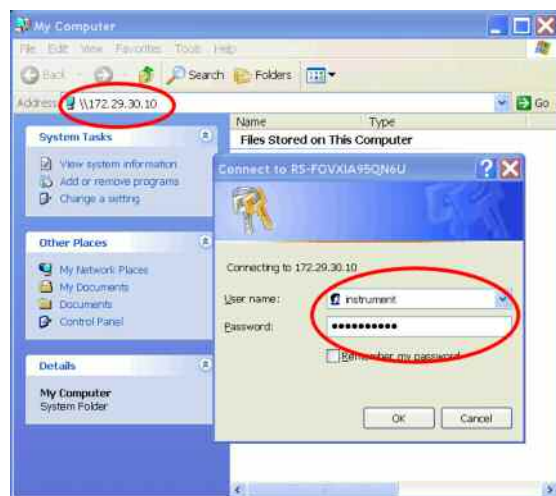 My Computer
File Edit View Favorites Tools Help
Back Search Folders
Address \\172.29.30.10 Go
Name Type
Files Stored on This Computer
System Tasks
View system information
Add or remove programs
Change a setting
Other Places
My Network Places
My Documents
Documents
Control Panel
Details
My Computer
System Folder
Connect to RS-FOVXIA95QN6U
Connecting to 172.29.30.10
User name: instrument
Password: ••••••••••
Remember my password
OK Cancel